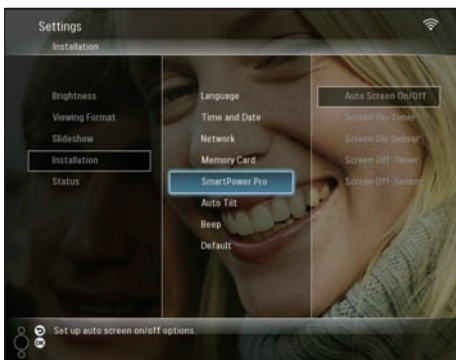 Settings
Installation
Brightness
Viewing Format
Slideshow
Installation
Status
Language
Time and Date
Network
Memory Card
SmartPower Pro
Auto Tilt
Beep
Default
Auto Screen On/Off
Screen On-Timer
Screen On-Sensor
Screen Off-Timer
Screen Off-Sensor
OK
Set up auto screen on/off options.